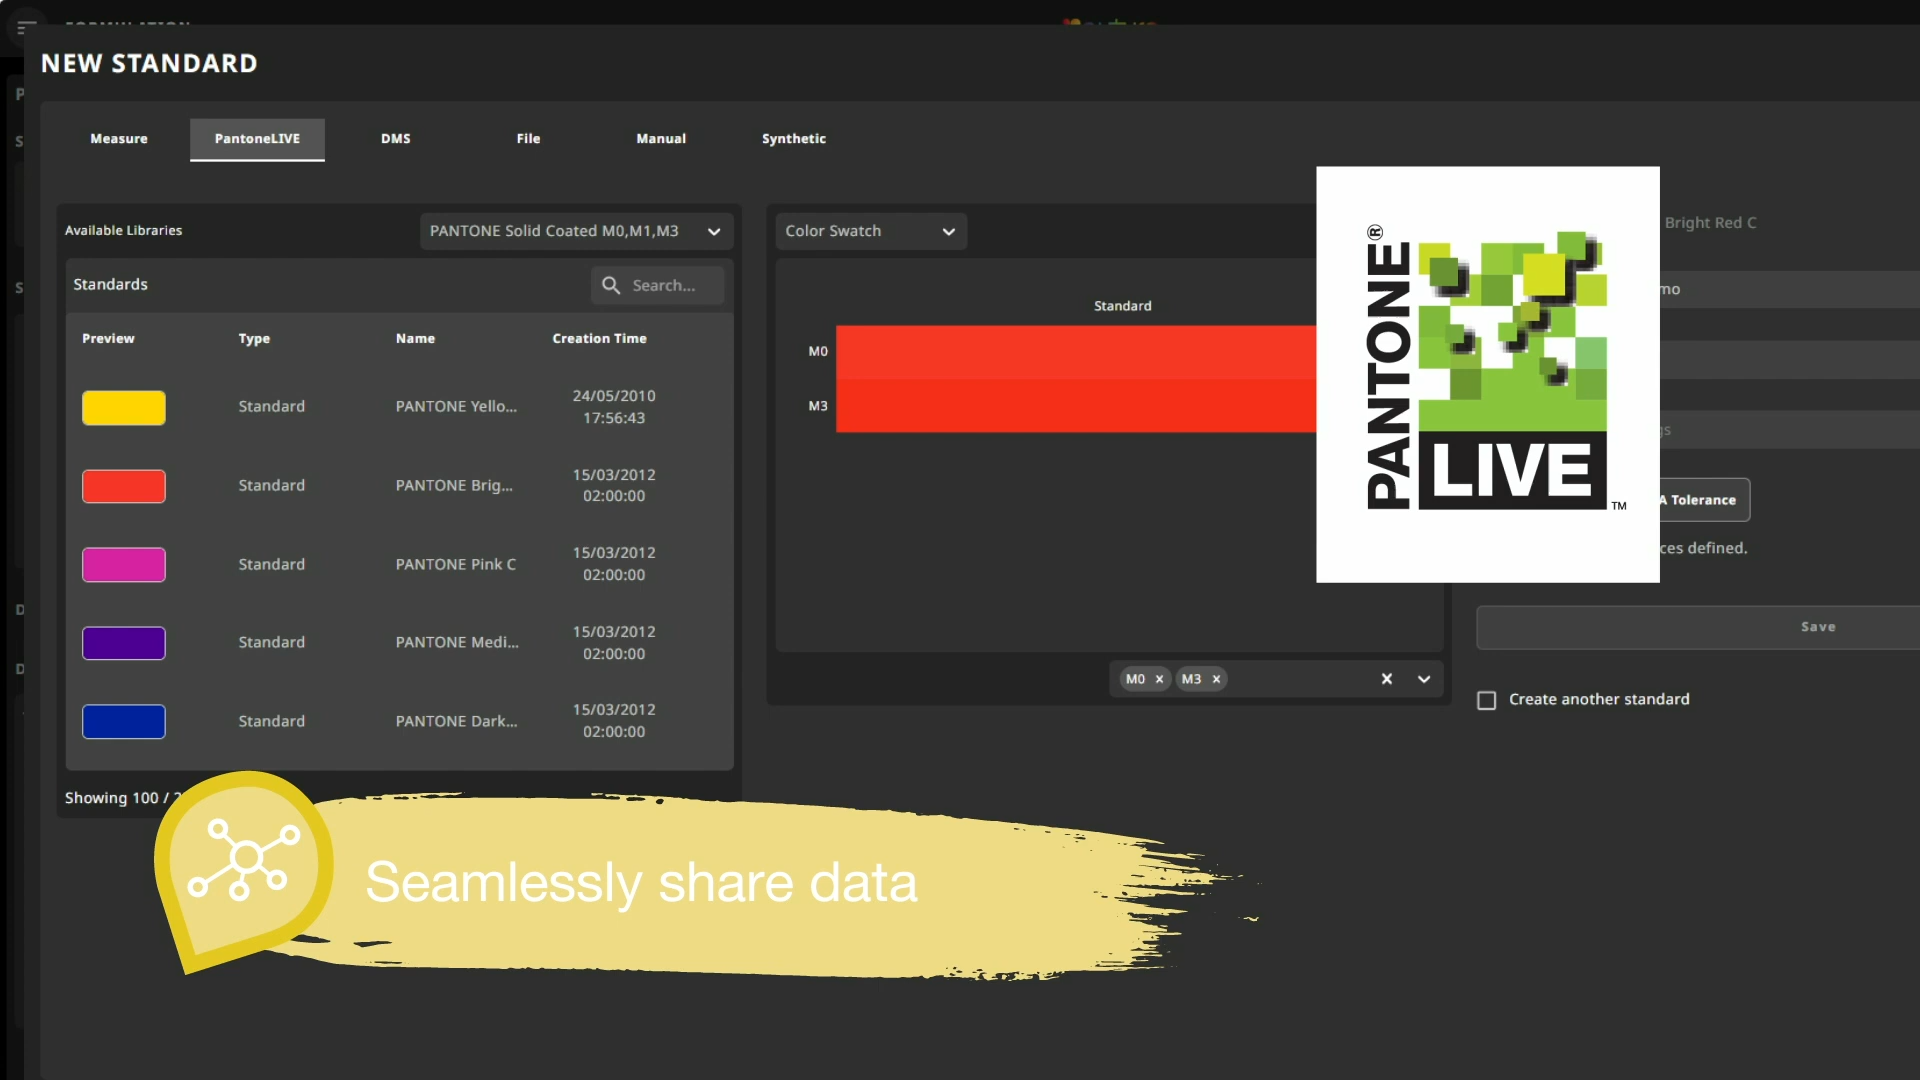 NEW STANDARD
Measure PantoneLIVE DMS File Manual Synthetic
Available Libraries PANTONE Solid Coated M0,M1,M3
Color Swatch
Bright Red C
Standards Search...
Standard
Preview Type Name Creation Time
M0
M3
Standard PANTONE Yello... 24/05/2010
17:56:43
Standard PANTONE Brig... 15/03/2012
02:00:00
Standard PANTONE Pink C 15/03/2012
02:00:00
Standard PANTONE Medi... 15/03/2012
02:00:00
Standard PANTONE Dark... 15/03/2012
02:00:00
Showing 100 /
M0 M3
PANTONE®
LIVE™
Tolerance
defined.
Save
Create another standard
Seamlessly share data